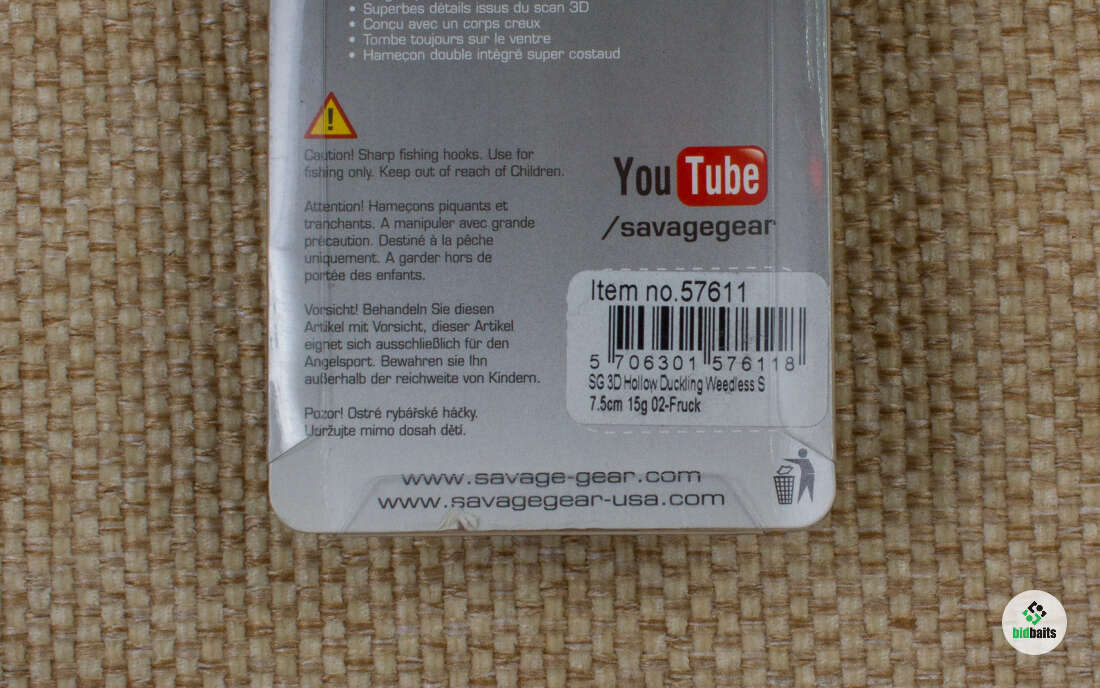 • Superbes détails issus du scan 3D
• Concu avec un corps creux
• Tombe toujours sur le ventre
• Hameçon double intégré super costaud
Caution! Sharp fishing hooks. Use for
fishing only. Keep out of reach of Children.
Attention! Hameçons piquants et
tranchants. A manipuler avec grande
précaution. Destiné à la pêche
uniquement. A garder hors de
portée des enfants.
Vorsicht! Behandeln Sie diesen
Artikel mit Vorsicht, dieser Artikel
eignet sich ausschließlich für den
Angelsport. Bewahren sie Ihn
außerhalb der reichweite von Kindern.
Pozor! Ostré rybářské háčky.
Udržujte mimo dosah dětí.
You Tube
/savagegear
Item no.57611
5 706301 576118
SG 3D Hollow Duckling Weedless S
7.5cm 15g 02-Fruck
www.savage-gear.com
www.savagegear-usa.com
bidbaits